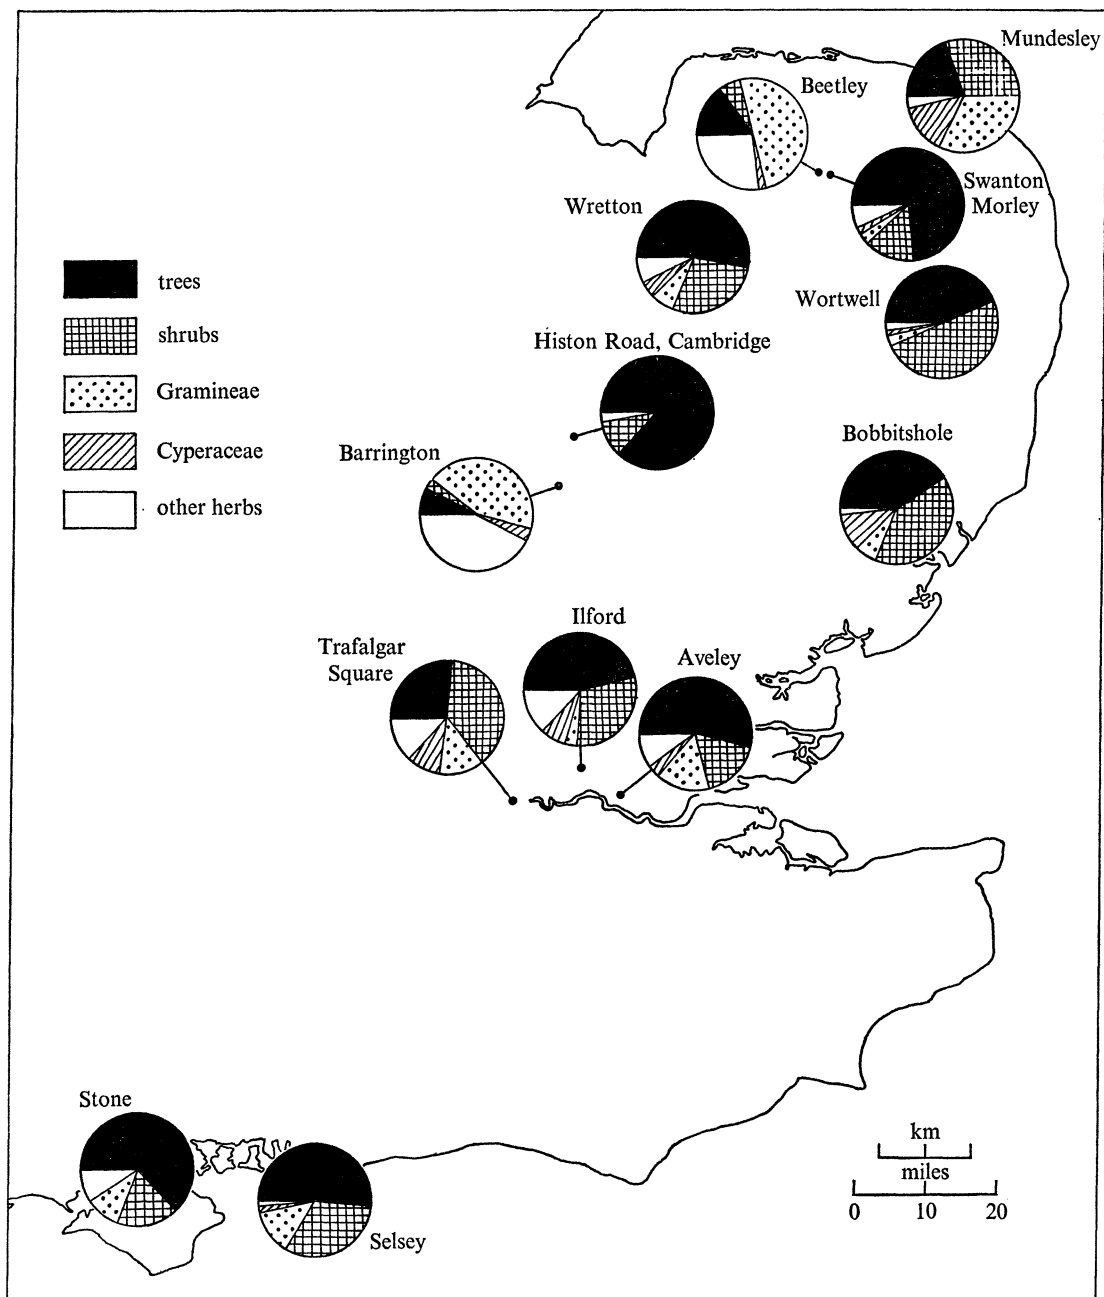 Mundesley
Beetley
Swanton
Morley
Wretton
Wortwell
trees
shrubs
Gramineae
Cyperaceae
other herbs
Histon Road, Cambridge
Barrington
Bobbitshole
Ilford
Trafalgar
Square
Aveley
Stone
Selsey
km
miles
0 10 20